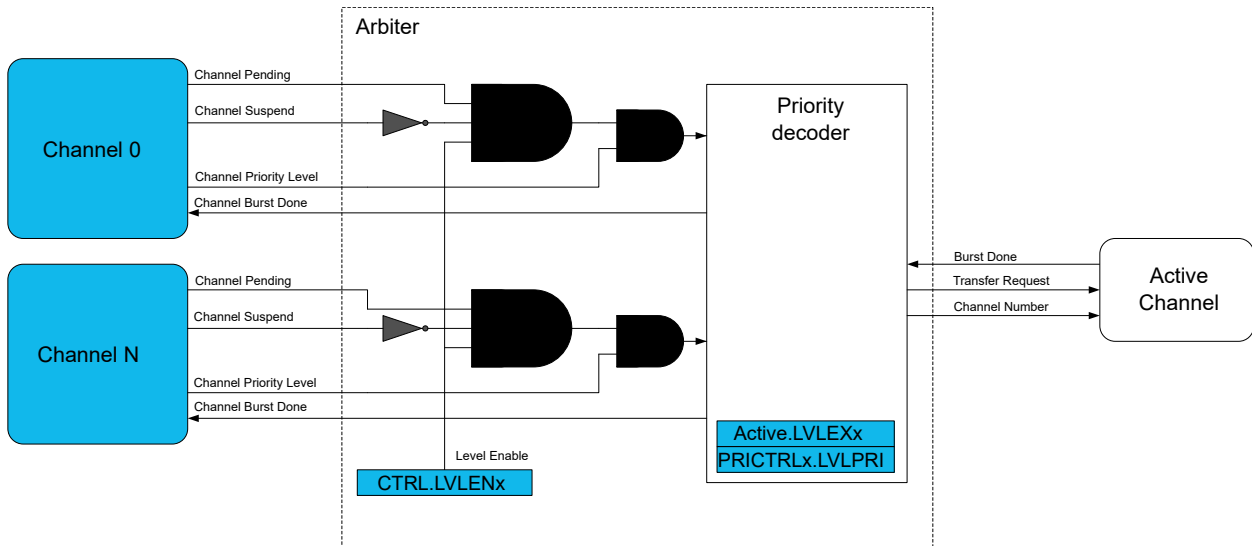 Arbiter
Channel 0
Channel Pending
Channel Suspend
Channel Priority Level
Channel Burst Done
Priority
decoder
Channel N
Channel Pending
Channel Suspend
Channel Priority Level
Channel Burst Done
Burst Done
Transfer Request
Channel Number
Active
Channel
Level Enable
CTRL.LVLENx
Active.LVLEXx
PRICTRLx.LVLPRI